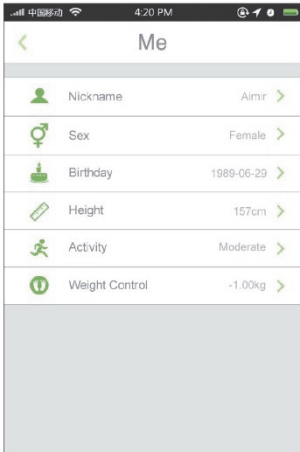 中国移动 4:20 PM
Me
Nickname Aimir
Sex Female
Birthday 1989-06-29
Height 157cm
Activity Moderate
Weight Control -1.00kg